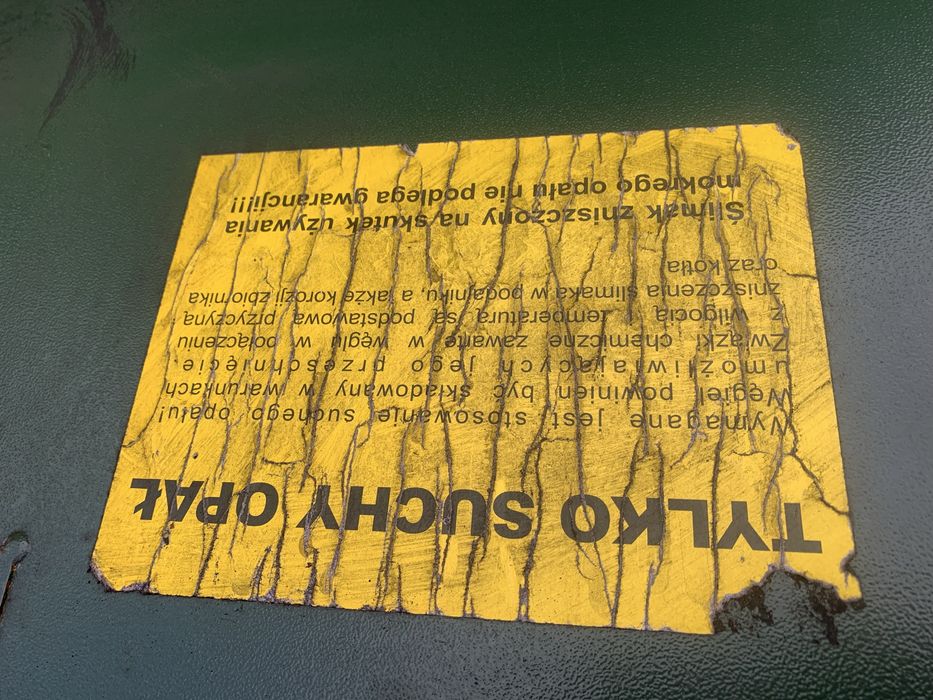 TYLKO SUCHY OPAŁ
Wymagane jest stosowanie suchego opału!
Węgiel powinien być składowany w warunkach
umożliwiających jego przeschnięcie.
Związki chemiczne zawarte w węglu w połączeniu
z wilgocią i temperaturą są podstawową przyczyną
zniszczenia ślimaka w podajniku, a także korozji zbiornika
oraz kotła
Ślimak zniszczony na skutek używania
mokrego opału nie podlega gwarancji!!!